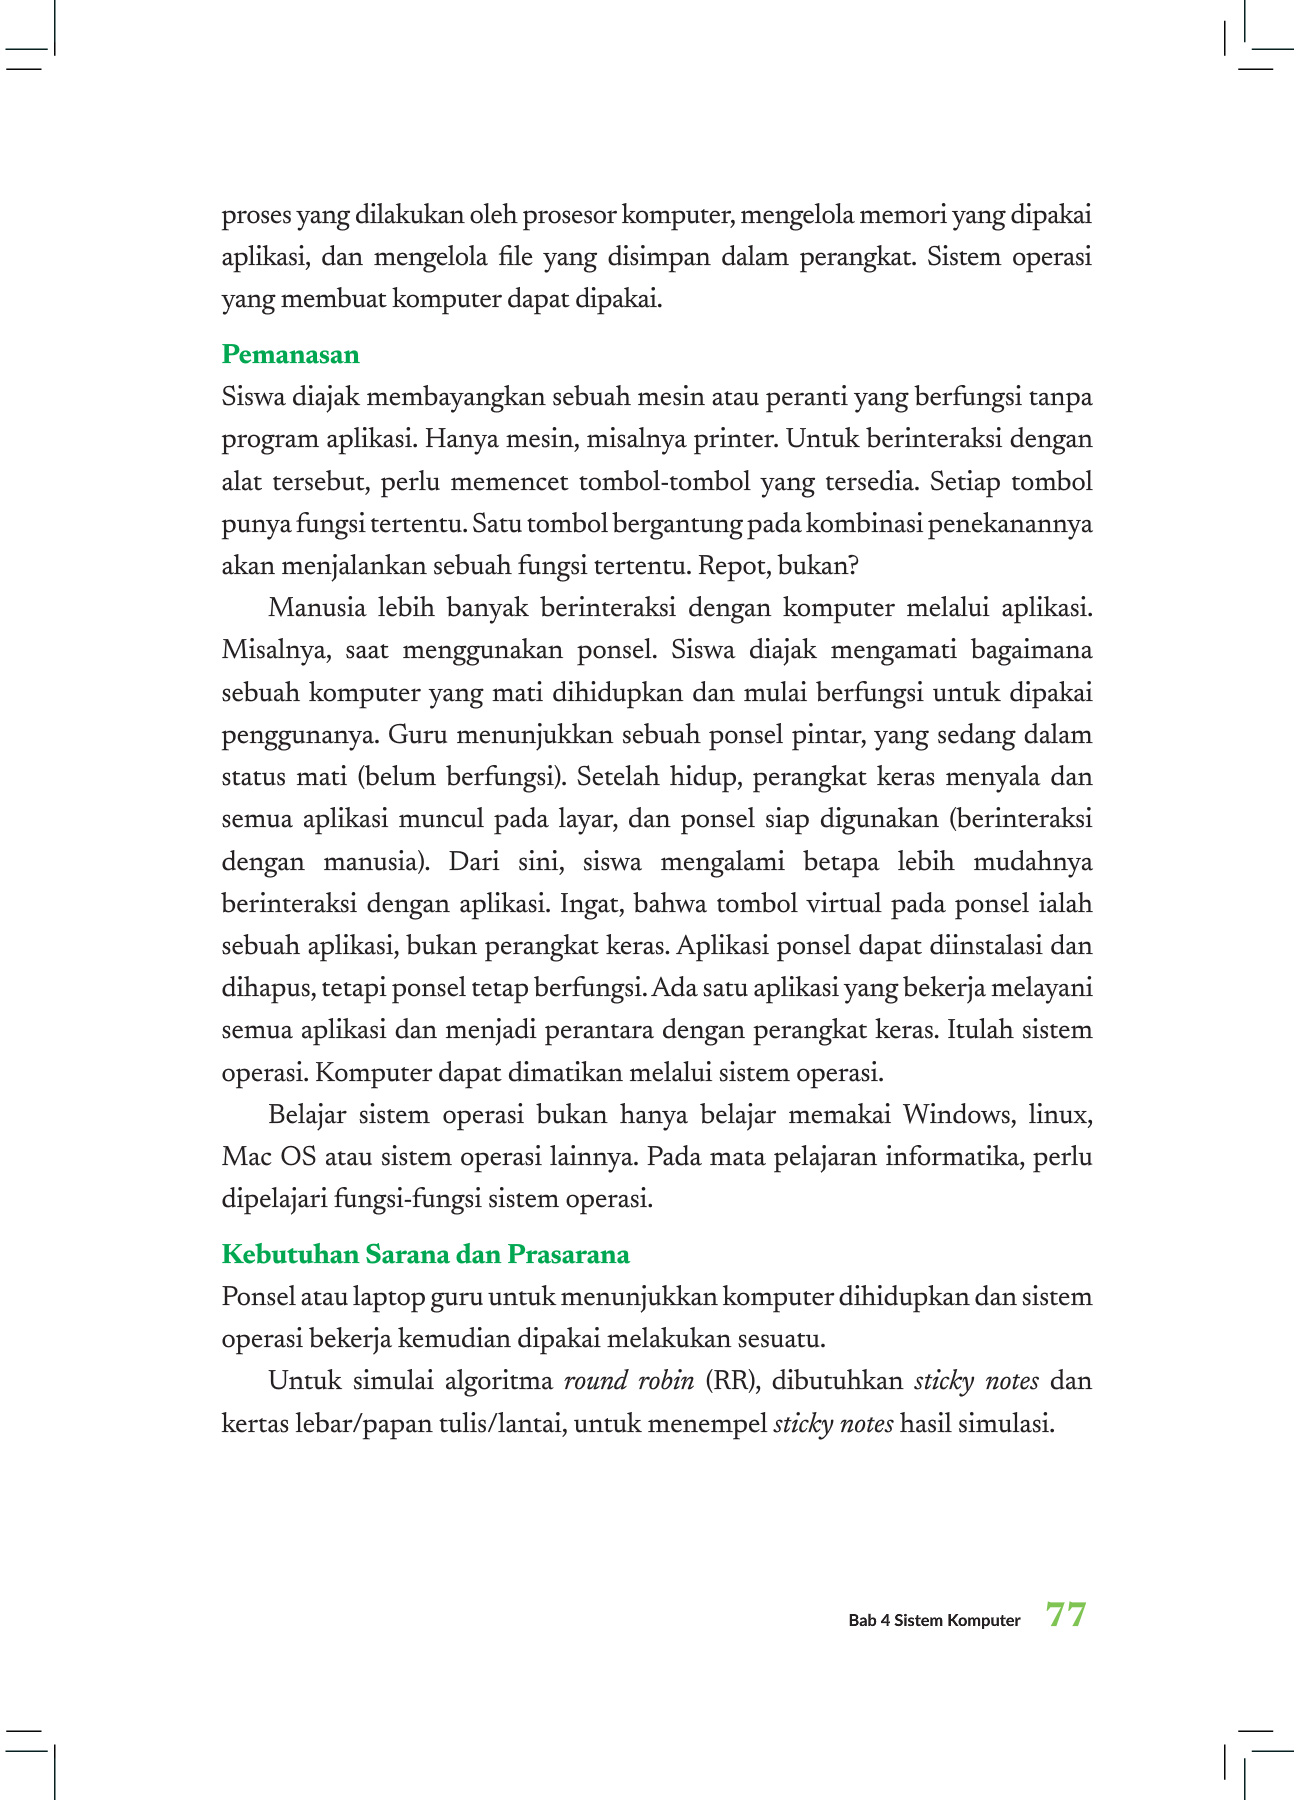 proses yang dilakukan oleh prosesor komputer, mengelola memori yang dipakai
aplikasi, dan mengelola file yang disimpan dalam perangkat. Sistem operasi
yang membuat komputer dapat dipakai.
Pemanasan
Siswa diajak membayangkan sebuah mesin atau peranti yang berfungsi tanpa
program aplikasi. Hanya mesin, misalnya printer. Untuk berinteraksi dengan
alat tersebut, perlu memencet tombol-tombol yang tersedia. Setiap tombol
punya fungsi tertentu. Satu tombol bergantung pada kombinasi penekanannya
akan menjalankan sebuah fungsi tertentu. Repot, bukan?
Manusia lebih banyak berinteraksi dengan komputer melalui aplikasi.
Misalnya, saat menggunakan ponsel. Siswa diajak mengamati bagaimana
sebuah komputer yang mati dihidupkan dan mulai berfungsi untuk dipakai
penggunanya. Guru menunjukkan sebuah ponsel pintar, yang sedang dalam
status mati (belum berfungsi). Setelah hidup, perangkat keras menyala dan
semua aplikasi muncul pada layar, dan ponsel siap digunakan (berinteraksi
dengan manusia). Dari sini, siswa mengalami betapa lebih mudahnya
berinteraksi dengan aplikasi. Ingat, bahwa tombol virtual pada ponsel ialah
sebuah aplikasi, bukan perangkat keras. Aplikasi ponsel dapat diinstalasi dan
dihapus, tetapi ponsel tetap berfungsi. Ada satu aplikasi yang bekerja melayani
semua aplikasi dan menjadi perantara dengan perangkat keras. Itulah sistem
operasi. Komputer dapat dimatikan melalui sistem operasi.
Belajar sistem operasi bukan hanya belajar memakai Windows, linux,
Mac OS atau sistem operasi lainnya. Pada mata pelajaran informatika, perlu
dipelajari fungsi-fungsi sistem operasi.
Kebutuhan Sarana dan Prasarana
Ponsel atau laptop guru untuk menunjukkan komputer dihidupkan dan sistem
operasi bekerja kemudian dipakai melakukan sesuatu.
Untuk simulai algoritma round robin (RR), dibutuhkan sticky notes dan
kertas lebar/papan tulis/lantai, untuk menempel sticky notes hasil simulasi.
Bab 4 Sistem Komputer 77